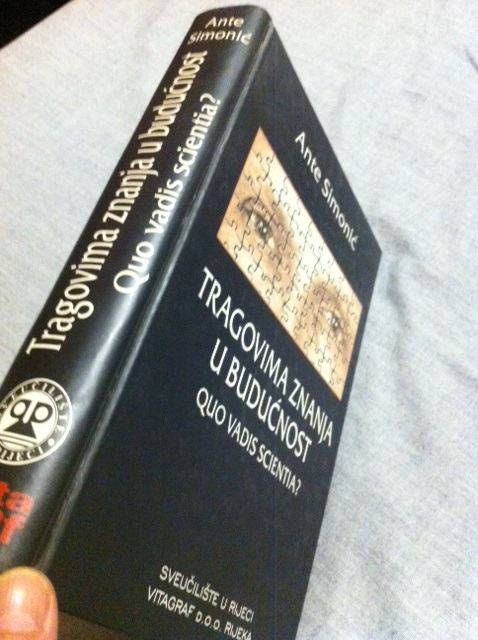 Ante
Simonić
Tragovima znanja u budućnost
Quo vadis scientia?
Ante Simonić
TRAGOVIMA ZNANJA
U BUDUĆNOST
QUO VADIS SCIENTIA?
SVEUČILIŠTE U RIJECI
VITAGRAF D.O.O. RIJEKA